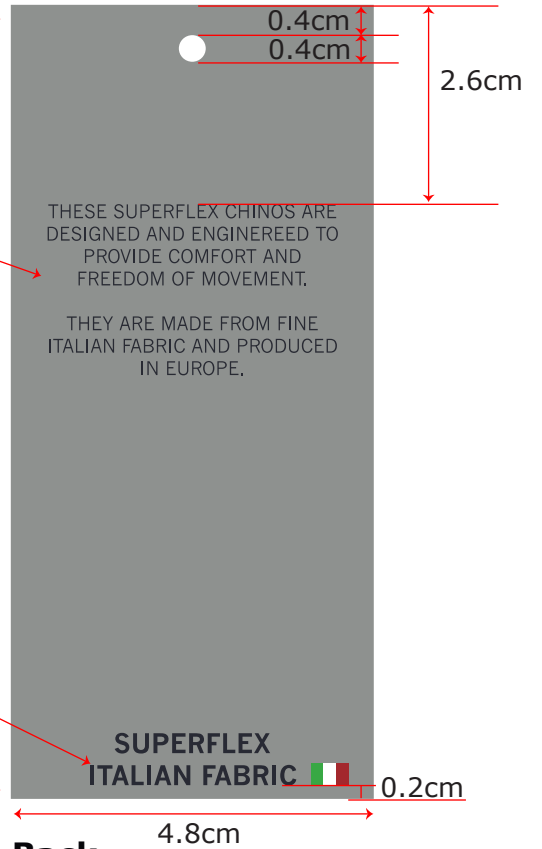 0.4cm
0.4cm
2.6cm
THESE SUPERFLEX CHINOS ARE
DESIGNED AND ENGINEREED TO
PROVIDE COMFORT AND
FREEDOM OF MOVEMENT.
THEY ARE MADE FROM FINE
ITALIAN FABRIC AND PRODUCED
IN EUROPE.
SUPERFLEX
ITALIAN FABRIC
0.2cm
4.8cm
Back